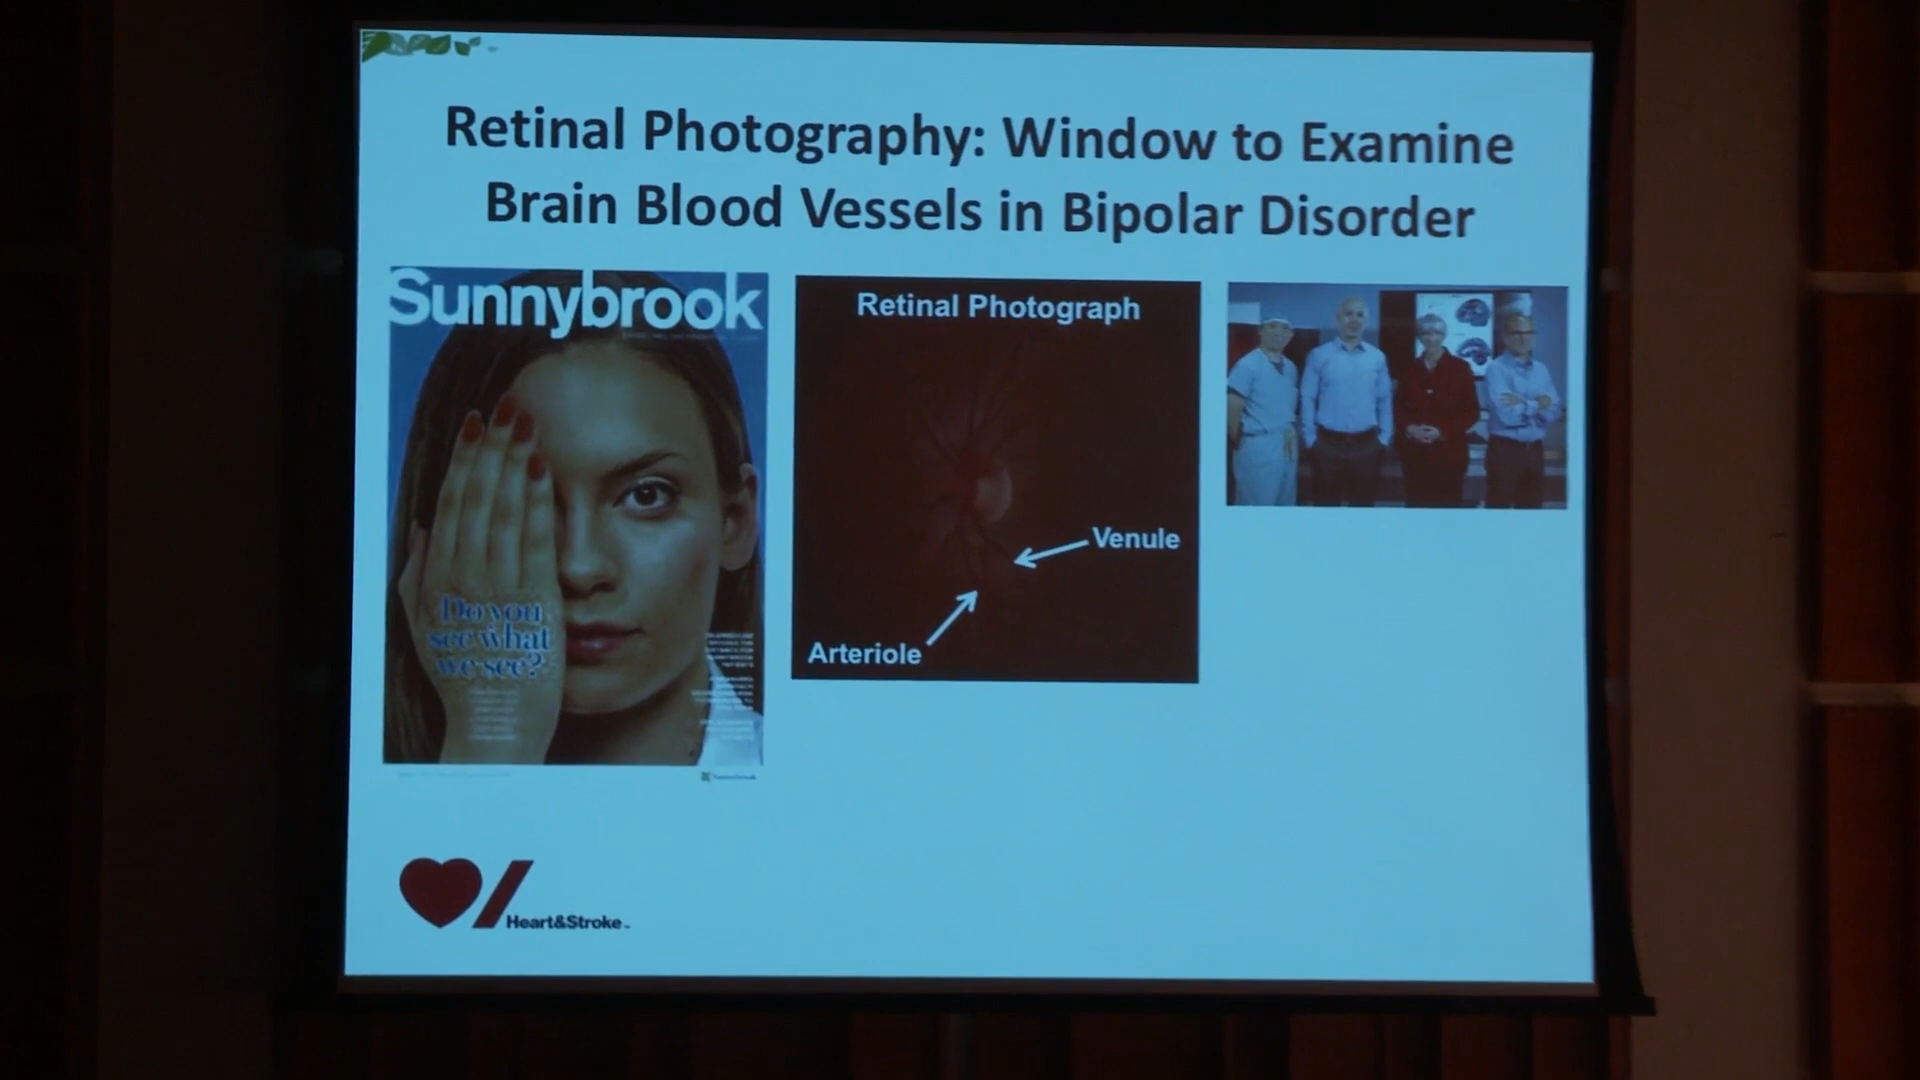 Retinal Photography: Window to Examine
Brain Blood Vessels in Bipolar Disorder
Sunnybrook
Do you
see what
we see?
Retinal Photograph
Venule
Arteriole
Heart&Stroke™